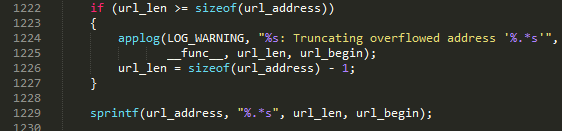 1222 if (url_len >= sizeof(url_address))
1223 {
1224 applog(LOG_WARNING, "%s: Truncating overflowed address '%.*s'",
1225 __func__, url_len, url_begin);
1226 url_len = sizeof(url_address) - 1;
1227 }
1228
1229 sprintf(url_address, "%.*s", url_len, url_begin);
1230